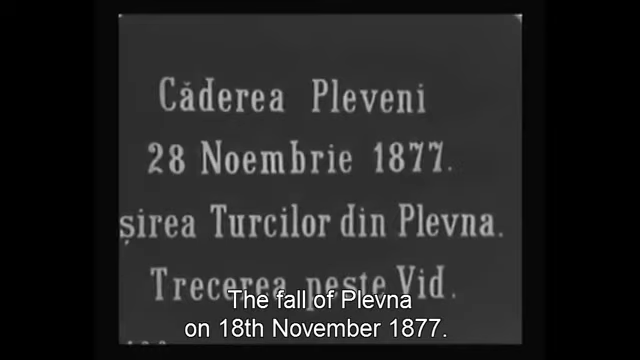 Căderea Pleveni
28 Noembrie 1877.
șirea Turcilor din Plevna.
Trecerea peste Vid.
The fall of Plevna
on 18th November 1877.